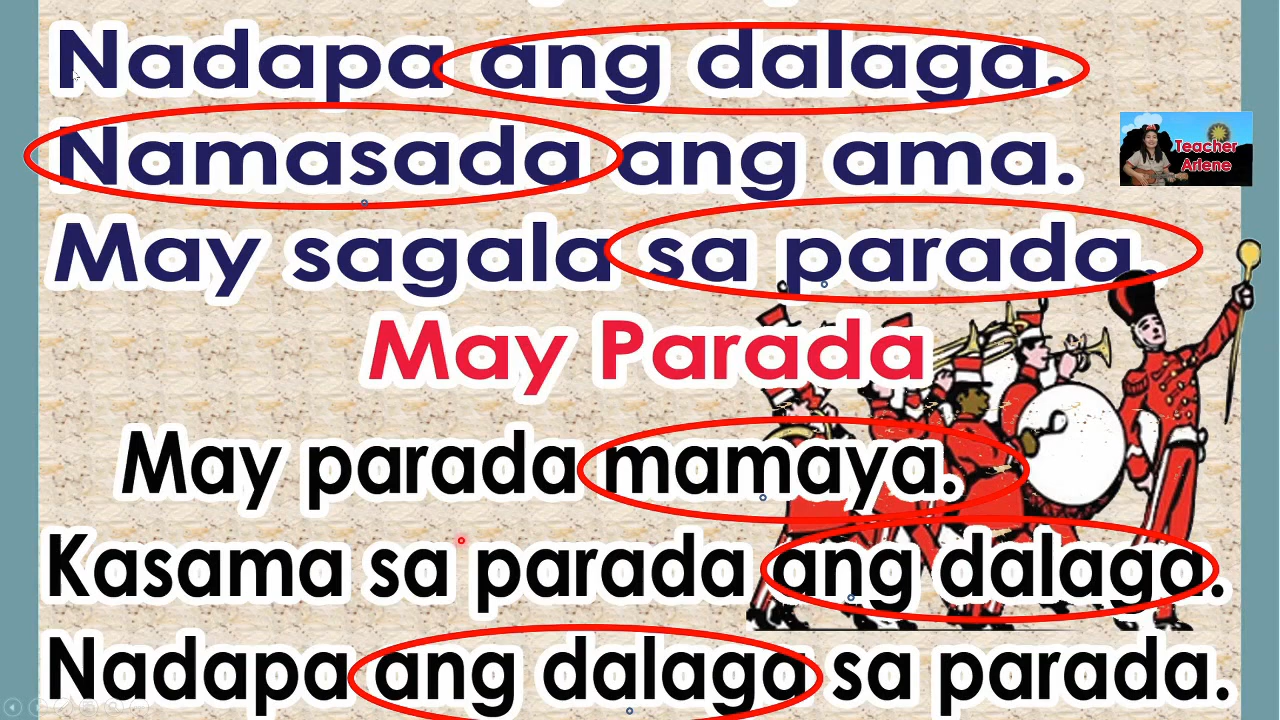 Nadapa ang dalaga.
Namasada ang ama.
Teacher
Arlene
May sagala sa parada.
May Parada
May parada mamaya.
Kasama sa parada ang dalaga.
Nadapa ang dalaga sa parada.